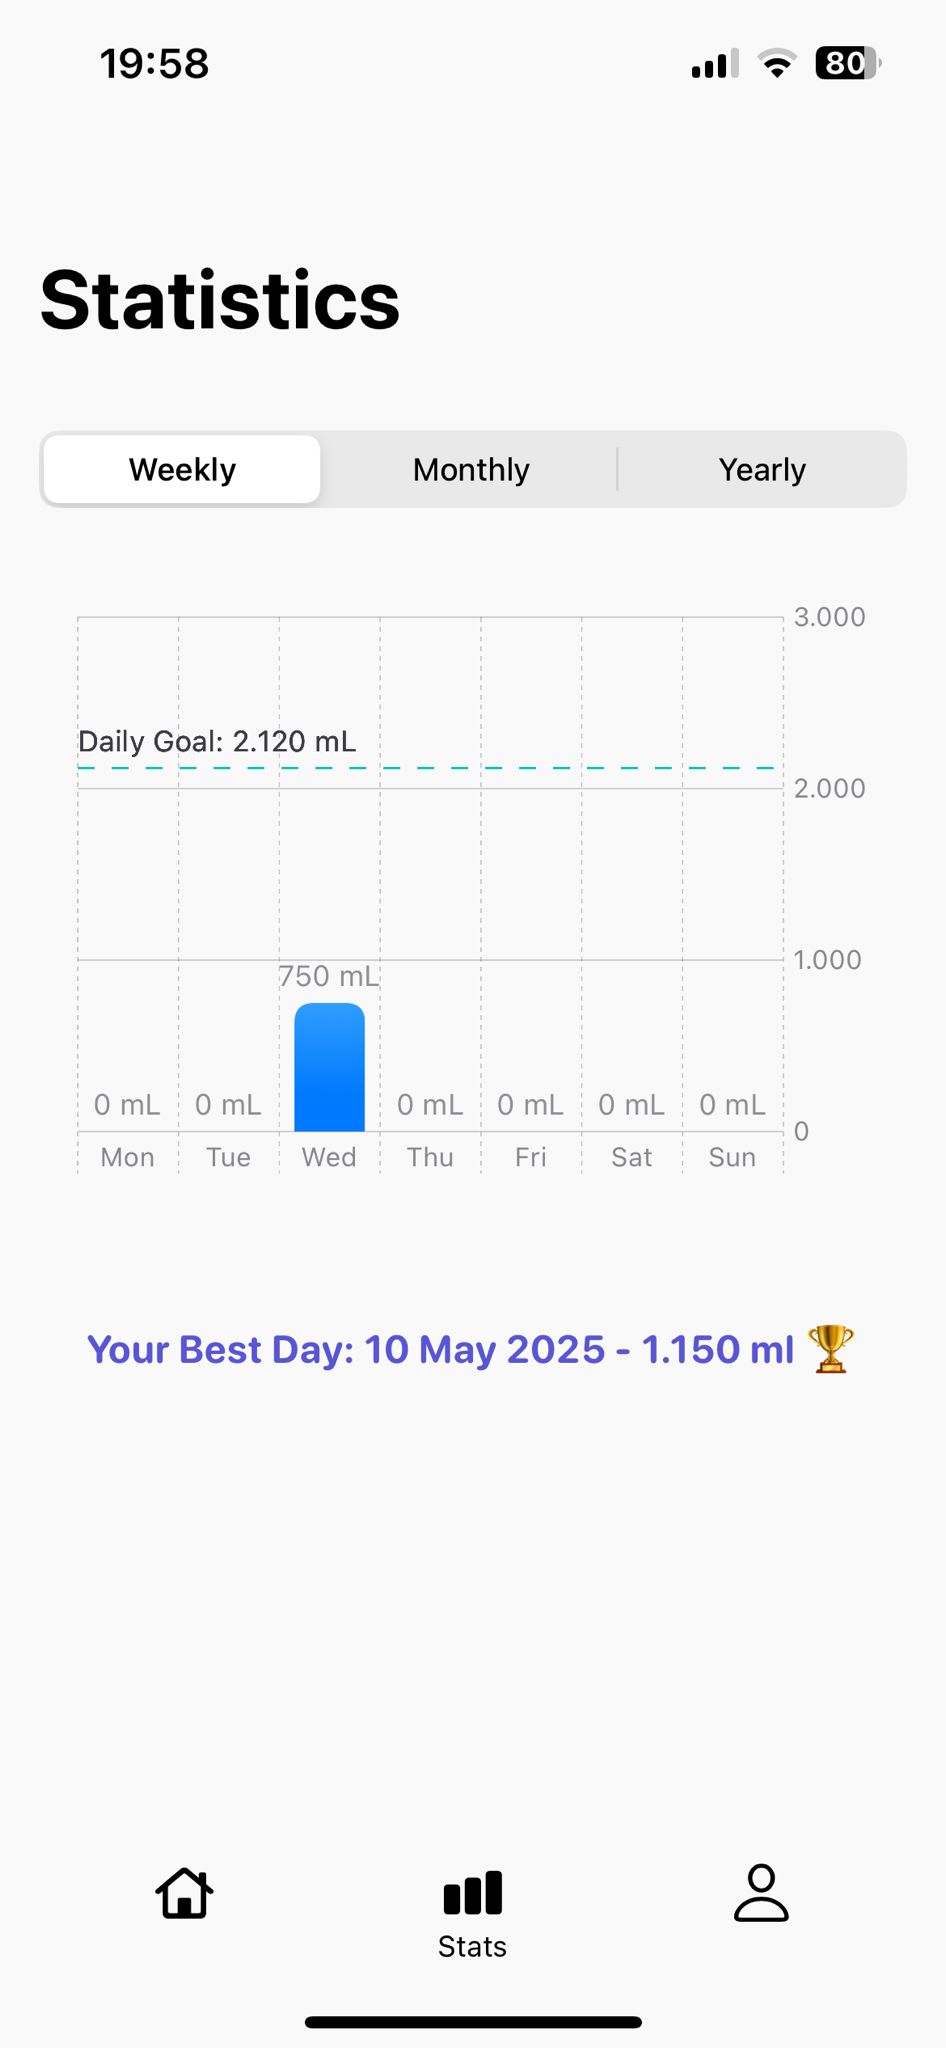 19:58
80
Statistics
Weekly Monthly Yearly
3.000
Daily Goal: 2.120 mL
2.000
1.000
750 mL
0 mL 0 mL 0 mL 0 mL 0 mL 0 mL
0
Mon Tue Wed Thu Fri Sat Sun
Your Best Day: 10 May 2025 - 1.150 ml 🏆
Stats